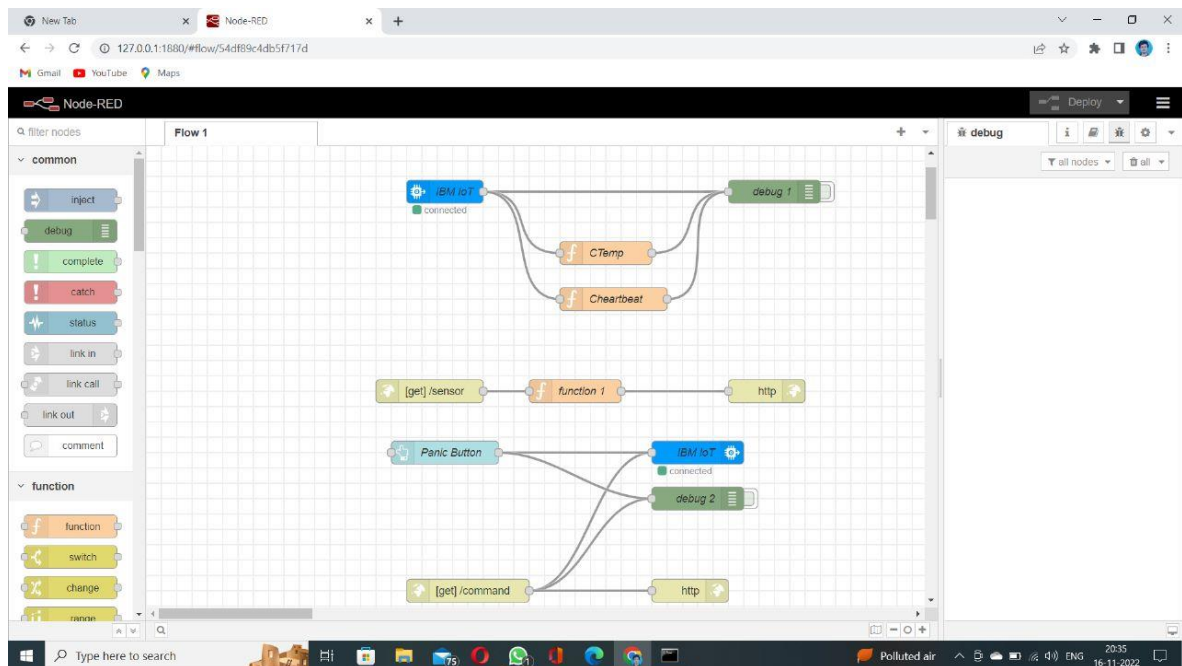 New Tab
Node-RED
127.0.0.1:1880/#flow/54df89c4db5f717d
Gmail YouTube Maps
Node-RED
Deploy
filter nodes
Flow 1
debug
i
common
all nodes
all
inject
debug
complete
catch
status
link in
link call
link out
comment
function
function
switch
change
range
IBM IoT
connected
debug 1
CTemp
Cheartbeat
[get] /sensor
function 1
http
Panic Button
IBM IoT
connected
debug 2
[get] /command
http
Type here to search
75
1
Polluted air
ENG
20:35
16-11-2022